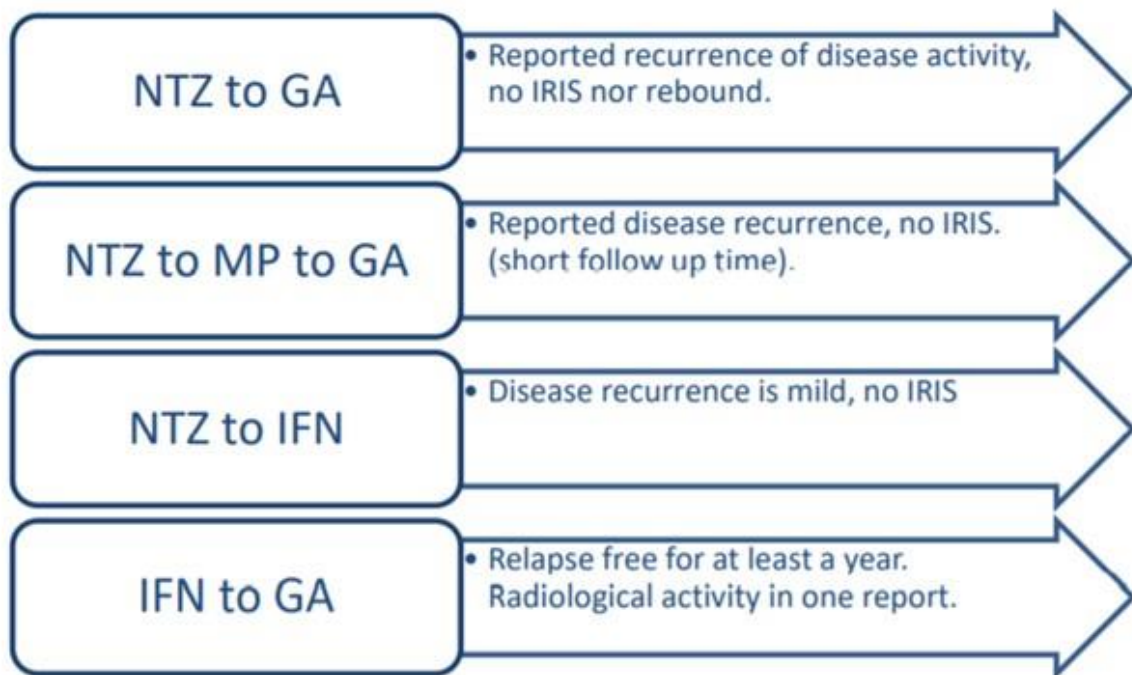 NTZ to GA
• Reported recurrence of disease activity,
no IRIS nor rebound.
NTZ to MP to GA
• Reported disease recurrence, no IRIS.
(short follow up time).
NTZ to IFN
• Disease recurrence is mild, no IRIS
IFN to GA
• Relapse free for at least a year.
Radiological activity in one report.